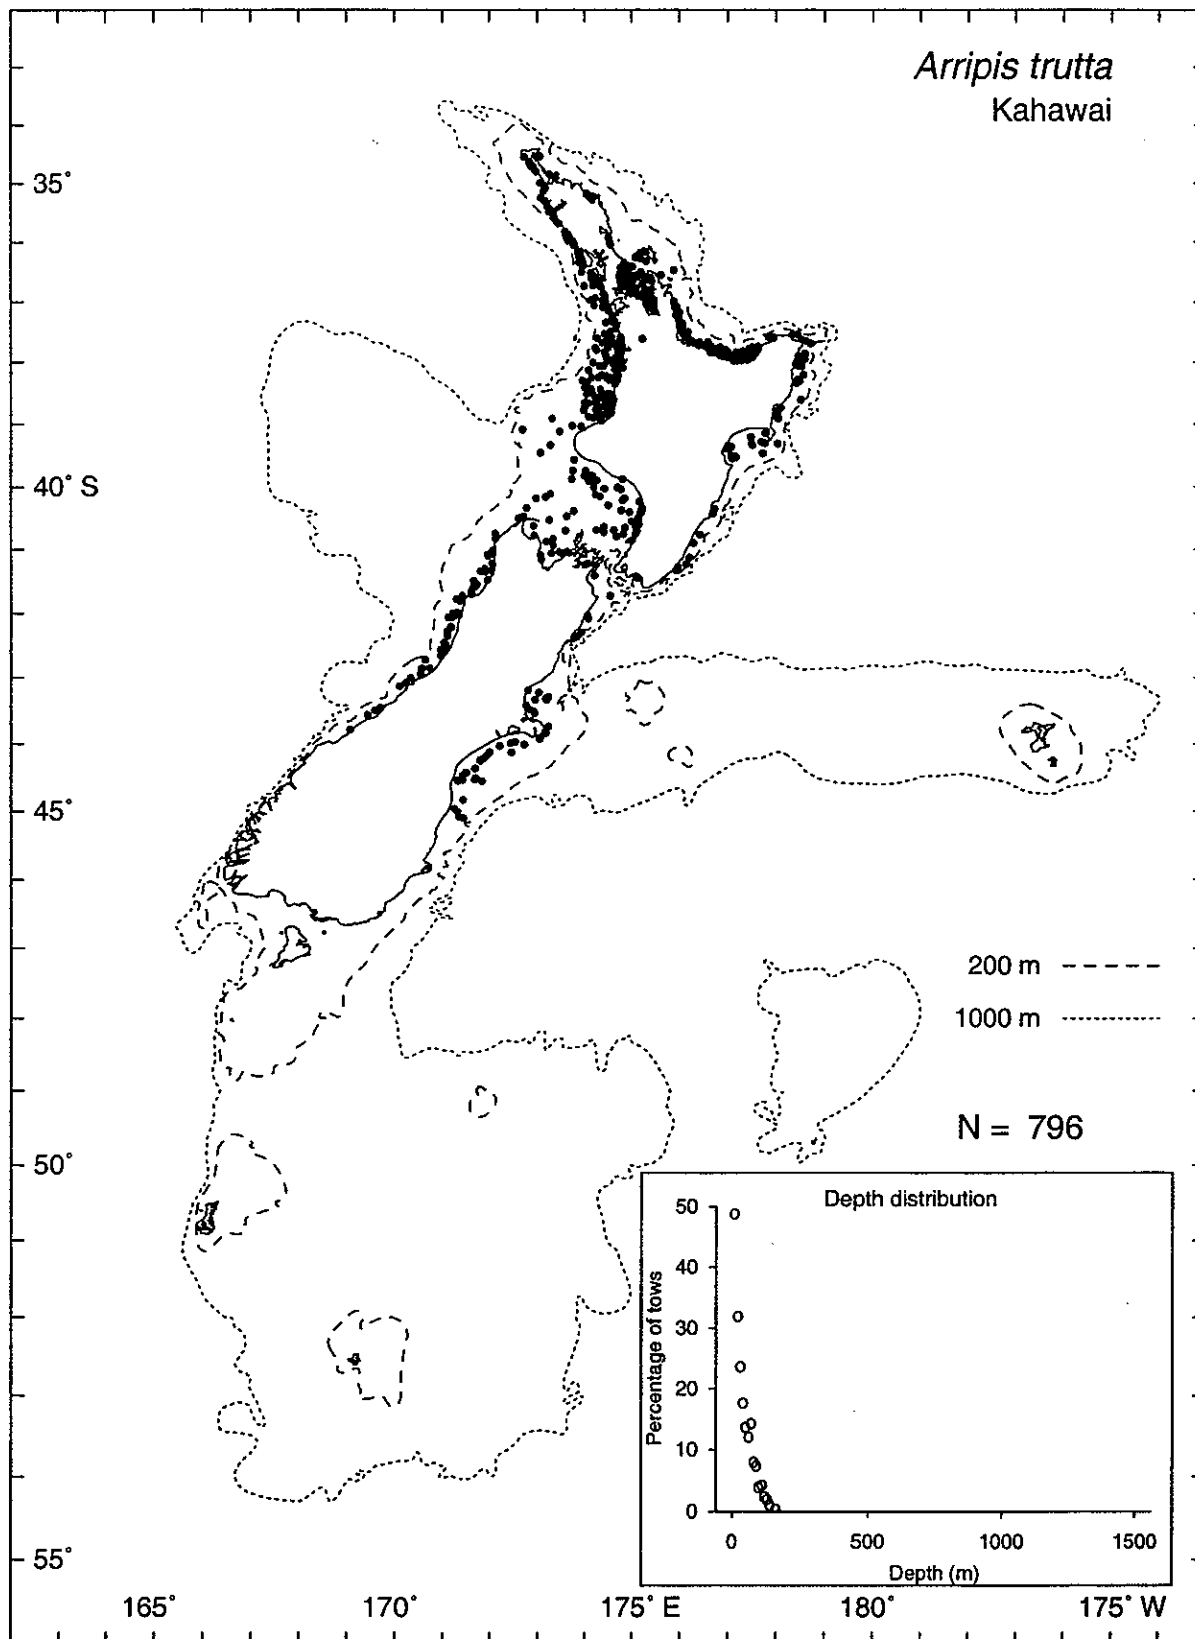 Arripis trutta
Kahawai
35°
40° S
45°
200 m
1000 m
50°
N = 796
Depth distribution
50
40
30
20
10
0
Percentage of tows
0 500 1000 1500
Depth (m)
55°
165° 170° 175° E 180° 175° W